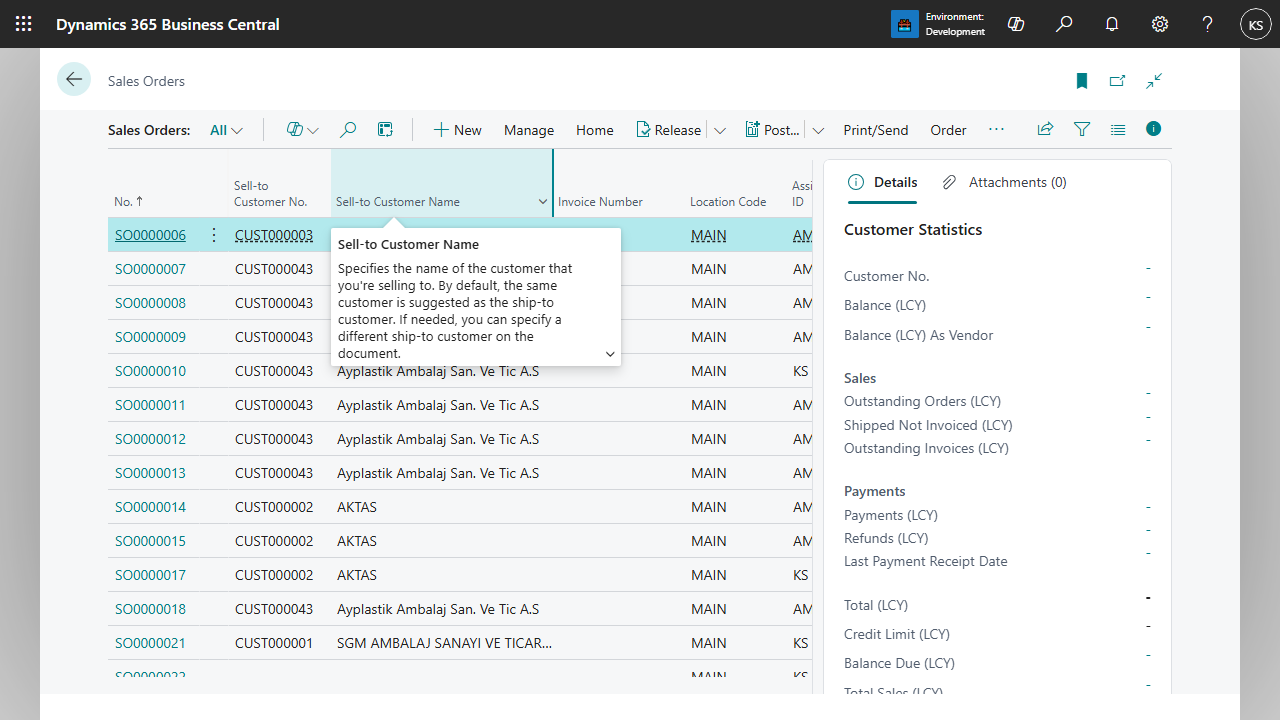 Dynamics 365 Business Central
Environment:
Development
KS
Sales Orders
Sales Orders: All New Manage Home Release Post... Print/Send Order
No. ↑
Sell-to
Customer No.
Sell-to Customer Name
Invoice Number
Location Code
Assi
ID
SO0000006 CUST000003 MAIN AM
SO0000007 CUST000043 MAIN AM
SO0000008 CUST000043 MAIN AM
SO0000009 CUST000043 MAIN AM
SO0000010 CUST000043 Ayplastik Ambalaj San. Ve Tic A.S MAIN KS
SO0000011 CUST000043 Ayplastik Ambalaj San. Ve Tic A.S MAIN AM
SO0000012 CUST000043 Ayplastik Ambalaj San. Ve Tic A.S MAIN AM
SO0000013 CUST000043 Ayplastik Ambalaj San. Ve Tic A.S MAIN AM
SO0000014 CUST000002 AKTAS MAIN AM
SO0000015 CUST000002 AKTAS MAIN AM
SO0000017 CUST000002 AKTAS MAIN KS
SO0000018 CUST000043 Ayplastik Ambalaj San. Ve Tic A.S MAIN AM
SO0000021 CUST000001 SGM AMBALAJ SANAYI VE TICAR... MAIN KS
MAIN KS
Sell-to Customer Name
Specifies the name of the customer that
you're selling to. By default, the same
customer is suggested as the ship-to
customer. If needed, you can specify a
different ship-to customer on the
document.
Details Attachments (0)
Customer Statistics
Customer No. -
Balance (LCY) -
Balance (LCY) As Vendor -
Sales
Outstanding Orders (LCY) -
Shipped Not Invoiced (LCY) -
Outstanding Invoices (LCY) -
Payments
Payments (LCY) -
Refunds (LCY) -
Last Payment Receipt Date -
Total (LCY) -
Credit Limit (LCY) -
Balance Due (LCY) -
Total Sales (LCY) -